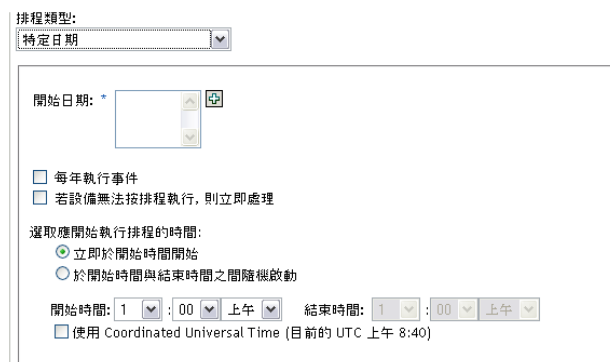 排程類型:
特定日期
開始日期: *
每年執行事件
若設備無法按排程執行, 則立即處理
選取應開始執行排程的時間:
立即於開始時間開始
於開始時間與結束時間之間隨機啟動
開始時間: 1 : 00 上午 結束時間: 1 : 00 上午
使用 Coordinated Universal Time (目前的 UTC 上午 8:40)